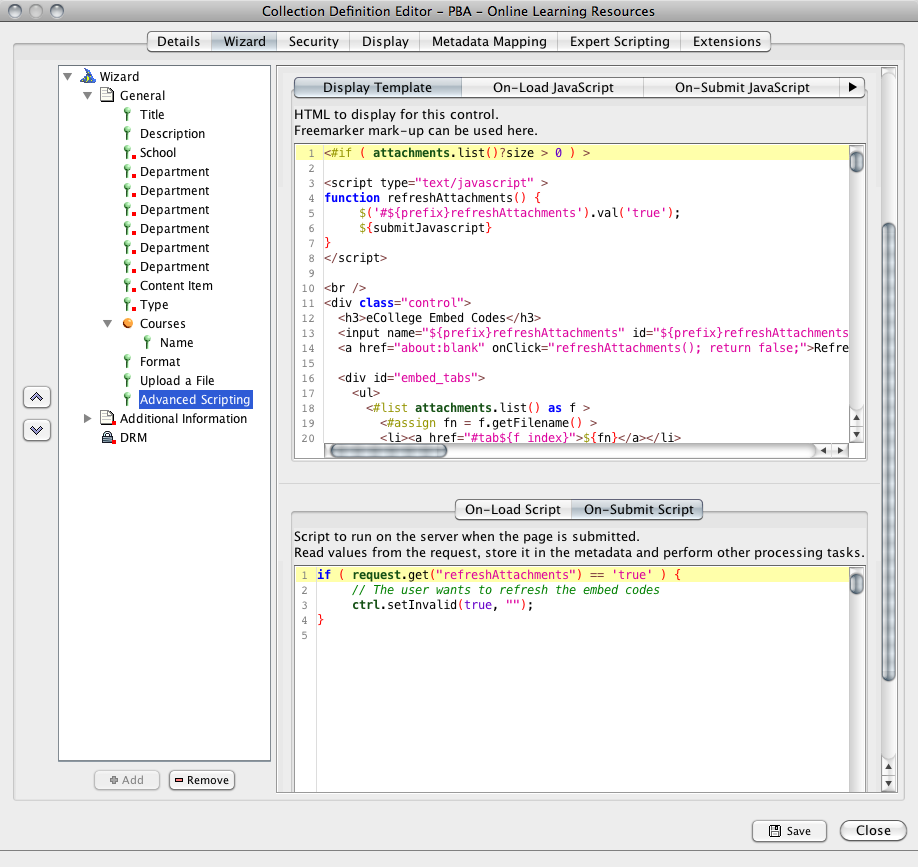 Collection Definition Editor – PBA – Online Learning Resources
Details Wizard Security Display Metadata Mapping Expert Scripting Extensions
Wizard
General
Title
Description
School
Department
Department
Department
Department
Department
Department
Content Item
Type
Courses
Name
Format
Upload a File
Advanced Scripting
Additional Information
DRM
Add Remove
Display Template On-Load JavaScript On-Submit JavaScript
HTML to display for this control.
Freemarker mark-up can be used here.
1 <#if ( attachments.list()?size > 0 ) >
2
3 <script type="text/javascript" >
4 function refreshAttachments() {
5 $('#${prefix}refreshAttachments').val('true');
6 ${submitJavascript}
7 }
8 </script>
9
10 <br />
11 <div class="control">
12 <h3>eCollege Embed Codes</h3>
13 <input name="${prefix}refreshAttachments" id="${prefix}refreshAttachments
14 <a href="about:blank" onClick="refreshAttachments(); return false;">Refre
15
16 <div id="embed_tabs">
17 <ul>
18 <#list attachments.list() as f >
19 <#assign fn = f.getFilename() >
20 <li><a href="#tab${f_index}">${fn}</a></li>
On-Load Script On-Submit Script
Script to run on the server when the page is submitted.
Read values from the request, store it in the metadata and perform other processing tasks.
1 if ( request.get("refreshAttachments") == 'true' ) {
2 // The user wants to refresh the embed codes
3 ctrl.setInvalid(true, "");
4 }
5
Save Close